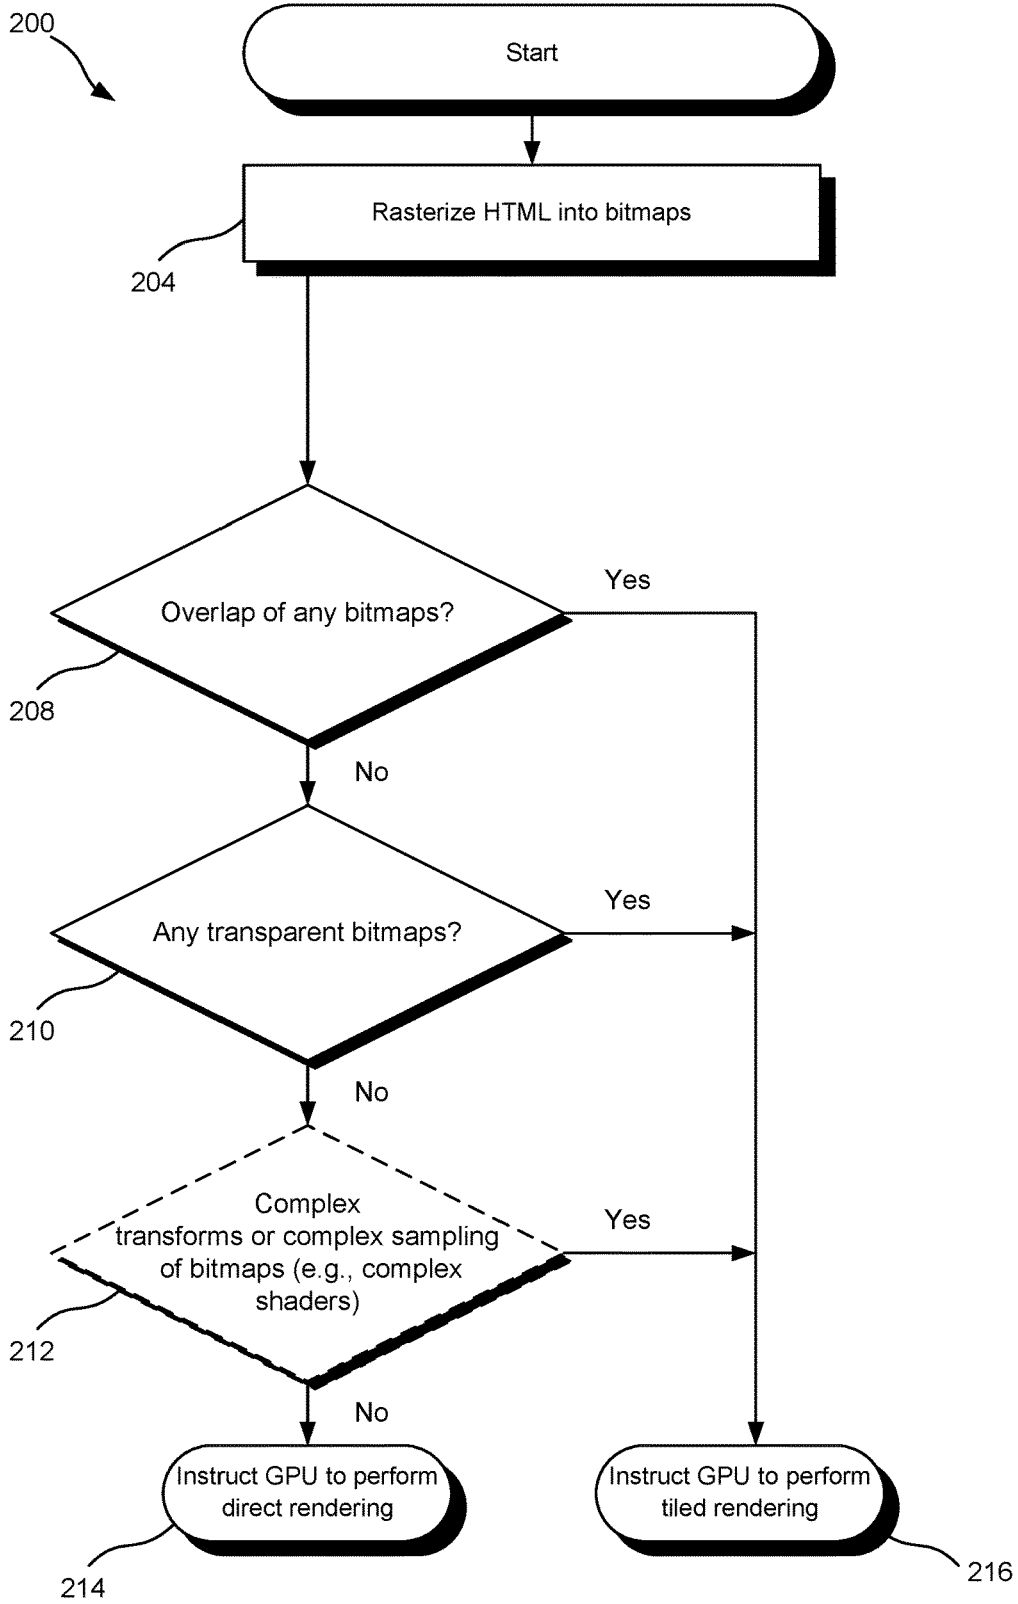 200
Start
Rasterize HTML into bitmaps
204
Yes
Overlap of any bitmaps?
208
No
Yes
Any transparent bitmaps?
210
No
Yes
Complex
transforms or complex sampling
of bitmaps (e.g., complex
shaders)
212
No
Instruct GPU to perform
direct rendering
Instruct GPU to perform
tiled rendering
214
216